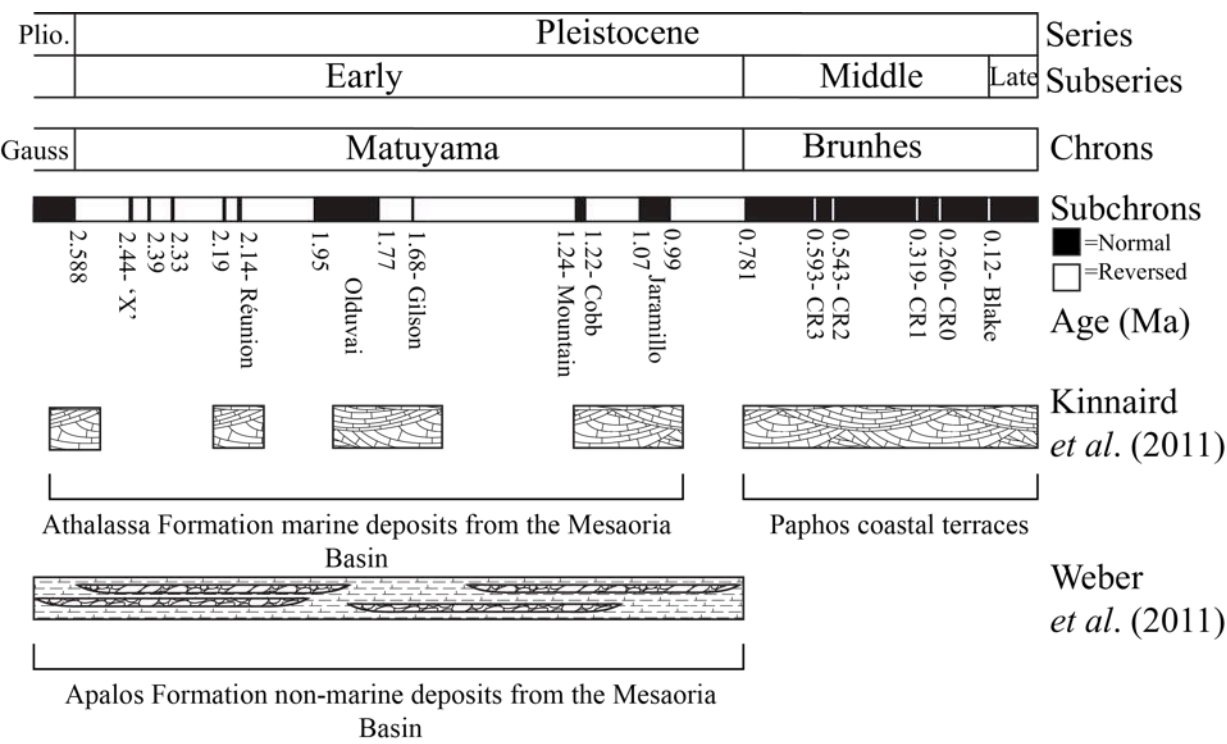 Plio.
Pleistocene
Series
Early
Middle
Late
Subseries
Gauss
Matuyama
Brunhes
Chrons
Subchrons
=Normal
=Reversed
Age (Ma)
2.588
2.44- ‘X’
2.39
2.33
2.19
2.14- Réunion
1.95
Olduvai
1.77
1.68- Gilson
1.24- Mountain
1.22- Cobb
1.07
Jaramillo
0.99
0.781
0.593- CR3
0.543- CR2
0.319- CR1
0.260- CR0
0.12- Blake
Kinnaird
et al. (2011)
Athalassa Formation marine deposits from the Mesaoria
Basin
Paphos coastal terraces
Weber
et al. (2011)
Apalos Formation non-marine deposits from the Mesaoria
Basin